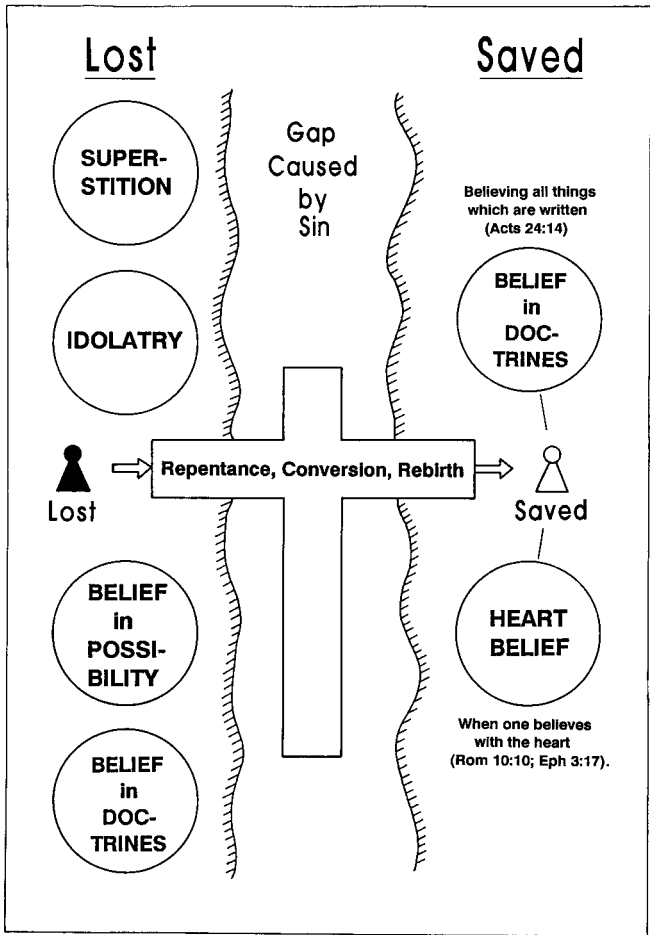 Lost
Saved
Gap
Caused
by
Sin
SUPER-
STITION
IDOLATRY
Believing all things
which are written
(Acts 24:14)
BELIEF
in
DOC-
TRINES
Repentance, Conversion, Rebirth
Lost
Saved
BELIEF
in
POSSI-
BILITY
BELIEF
in
DOC-
TRINES
HEART
BELIEF
When one believes
with the heart
(Rom 10:10; Eph 3:17).